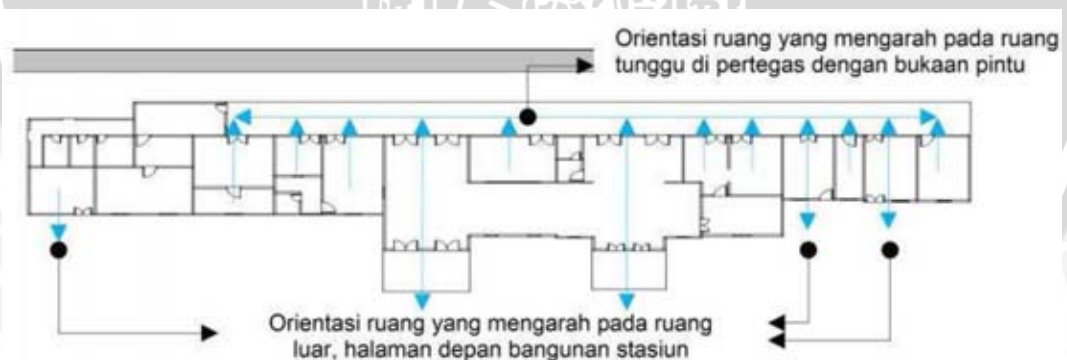 Orientasi ruang yang mengarah pada ruang
tunggu di pertegas dengan bukaan pintu
Orientasi ruang yang mengarah pada ruang
luar, halaman depan bangunan stasiun